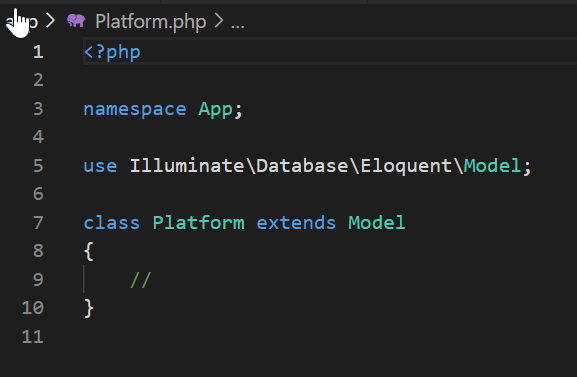 app > Platform.php > ...
1 <?php
2
3 namespace App;
4
5 use Illuminate\Database\Eloquent\Model;
6
7 class Platform extends Model
8 {
9     //
10 }
11